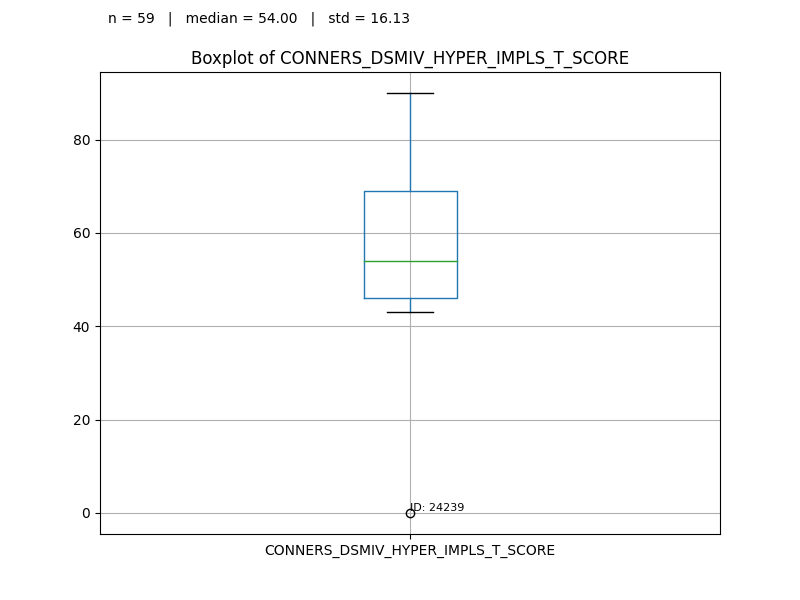 n = 59   |   median = 54.00   |   std = 16.13
Boxplot of CONNERS_DSMIV_HYPER_IMPLS_T_SCORE
80
60
40
20
0
ID: 24239
CONNERS_DSMIV_HYPER_IMPLS_T_SCORE